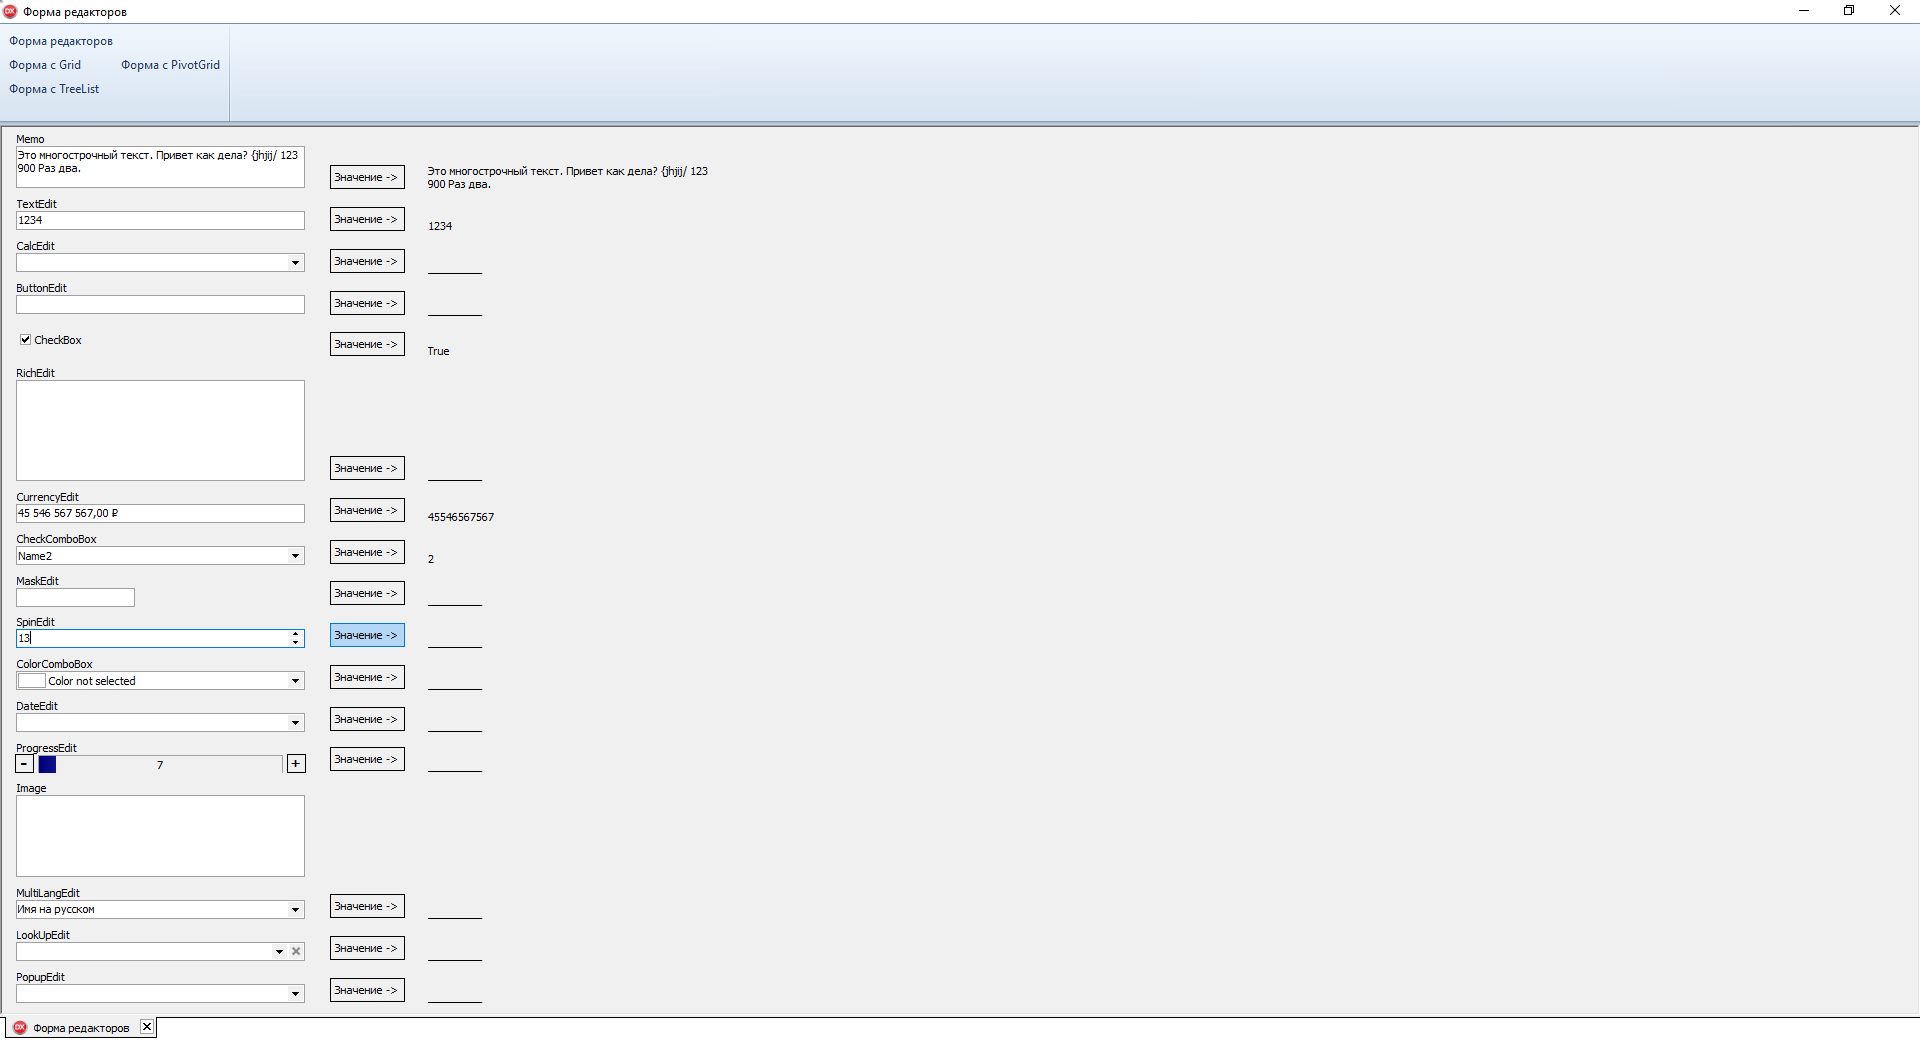 Форма редакторов
Форма редакторов
Форма с Grid Форма с PivotGrid
Форма с TreeList
Memo
Это многострочный текст. Привет как дела? {jhjij/ 123
900 Раз два.
Значение ->
Это многострочный текст. Привет как дела? {jhjij/ 123
900 Раз два.
TextEdit
1234
Значение ->
1234
CalcEdit
Значение ->
ButtonEdit
Значение ->
CheckBox
Значение ->
True
RichEdit
Значение ->
CurrencyEdit
45 546 567 567,00 ₽
Значение ->
45546567567
CheckComboBox
Name2
Значение ->
2
MaskEdit
Значение ->
SpinEdit
13
Значение ->
ColorComboBox
Color not selected
Значение ->
DateEdit
Значение ->
ProgressEdit
- 7 +
Значение ->
Image
MultiLangEdit
Имя на русском
Значение ->
LookUpEdit
Значение ->
PopupEdit
Значение ->
DX Форма редакторов